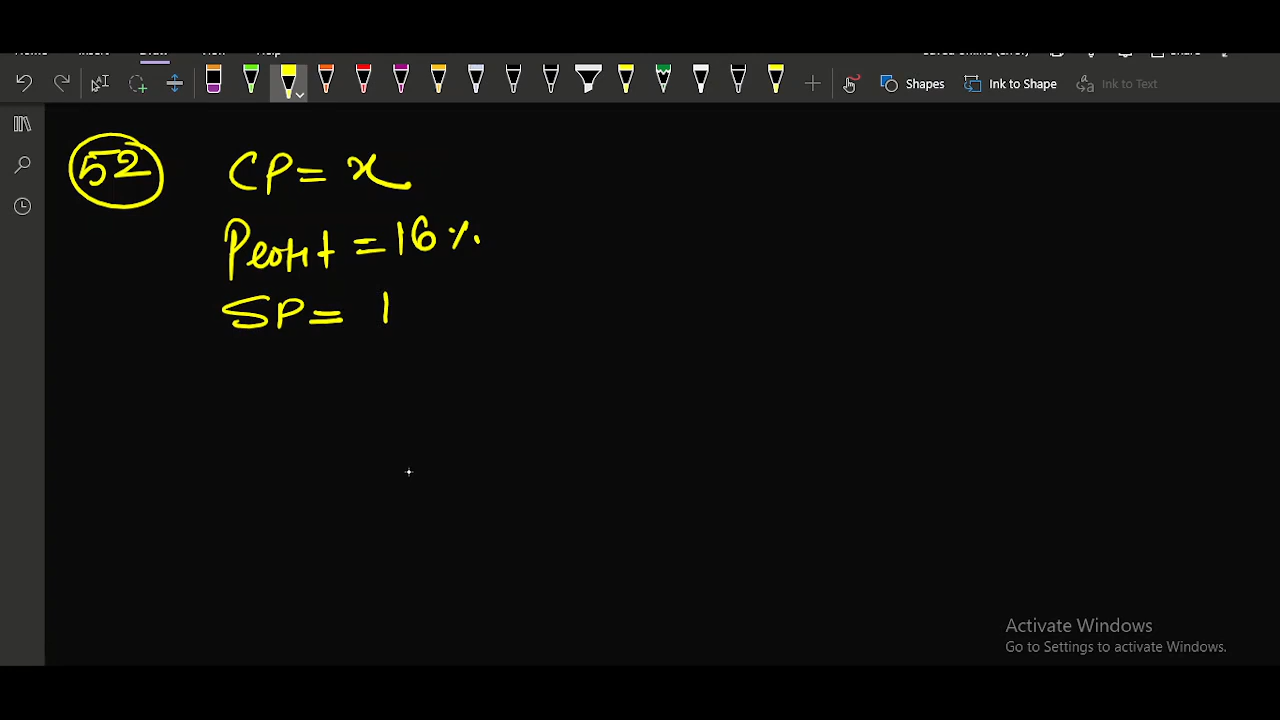 Shapes
Ink to Shape
Ink to Text
52
CP = x
Profit = 16 %
SP = 1
Activate Windows
Go to Settings to activate Windows.